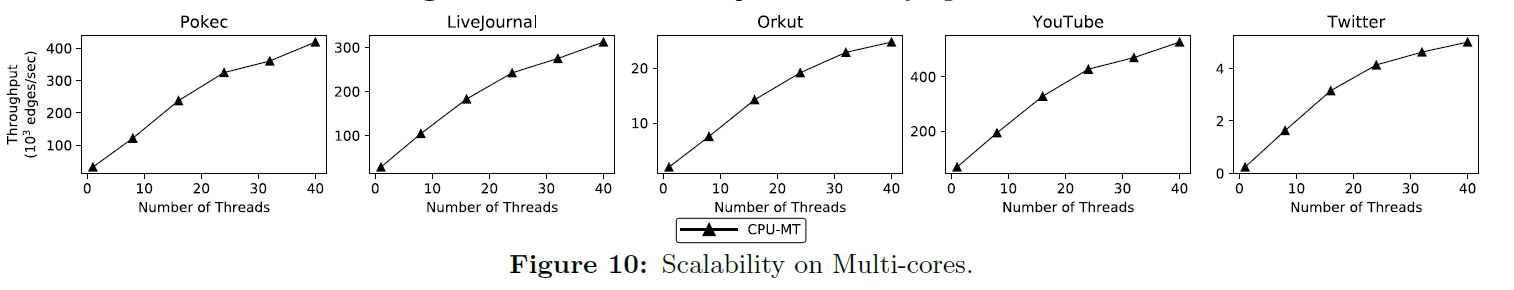 Pokec
LiveJournal
Orkut
YouTube
Twitter
Throughput
(10³ edges/sec)
400
300
200
100
0 10 20 30 40
Number of Threads
300
200
100
0 10 20 30 40
Number of Threads
20
10
0 10 20 30 40
Number of Threads
400
200
0 10 20 30 40
Number of Threads
4
2
0
0 10 20 30 40
Number of Threads
CPU-MT
Figure 10: Scalability on Multi-cores.